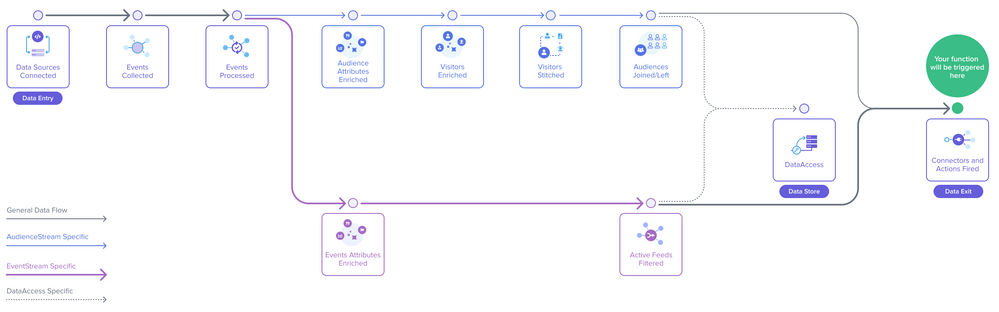 Data Sources
Connected
Data Entry
Events
Collected
Events
Processed
Audience
Attributes
Enriched
Visitors
Enriched
Visitors
Stitched
Audiences
Joined/Left
Your function
will be triggered
here
DataAccess
Data Store
Connectors and
Actions Fired
Data Exit
Events Attributes
Enriched
Active Feeds
Filtered
General Data Flow
AudienceStream Specific
EventStream Specific
DataAccess Specific